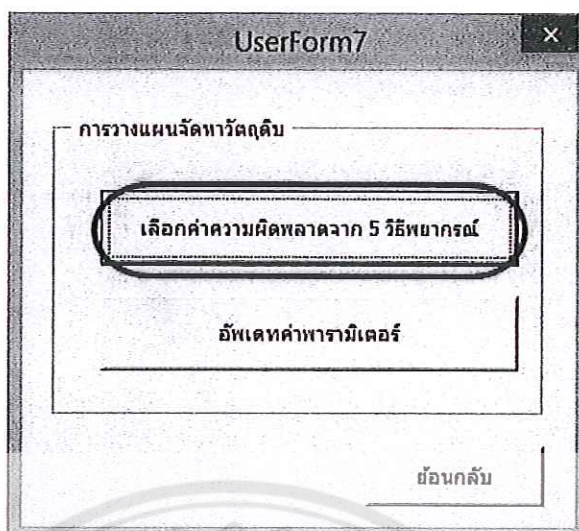 UserForm7
การวางแผนจัดหาวัตถุดิบ
เลือกค่าความผิดพลาดจาก 5 วิธีพยากรณ์
อัพเดทค่าพารามิเตอร์
ย้อนกลับ